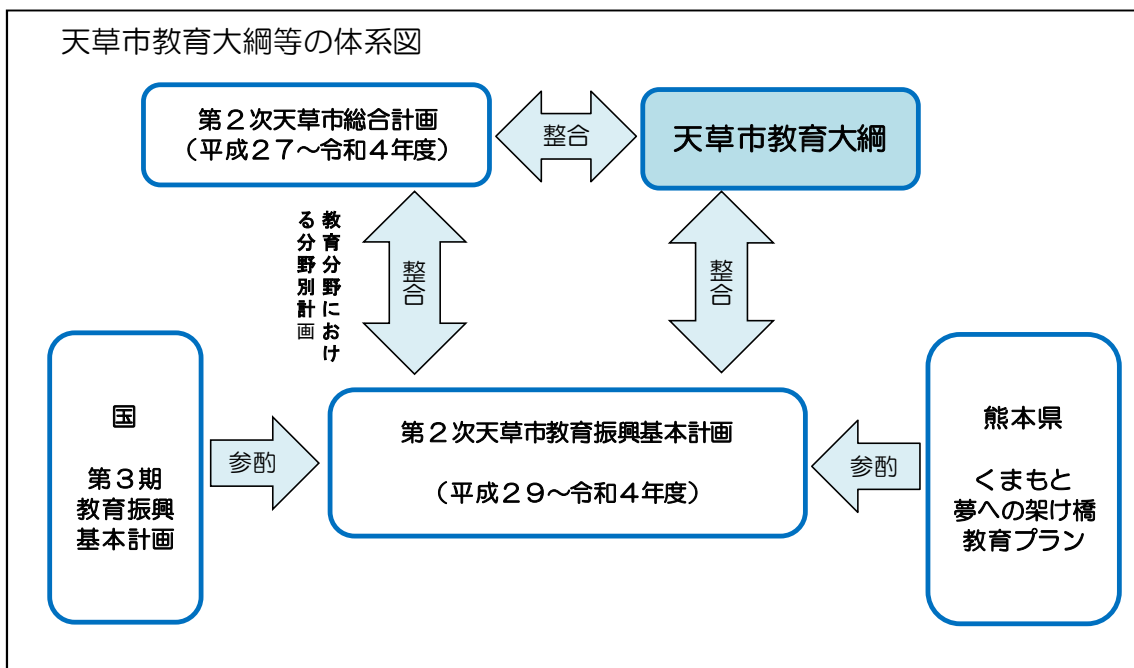 天草市教育大綱等の体系図
第２次天草市総合計画
（平成２７～令和４年度）
整合
天草市教育大綱
教育分野におけ
る分野別計画
整合
整合
国
第３期
教育振興
基本計画
参酌
第２次天草市教育振興基本計画
（平成２９～令和４年度）
参酌
熊本県
くまもと
夢への架け橋
教育プラン